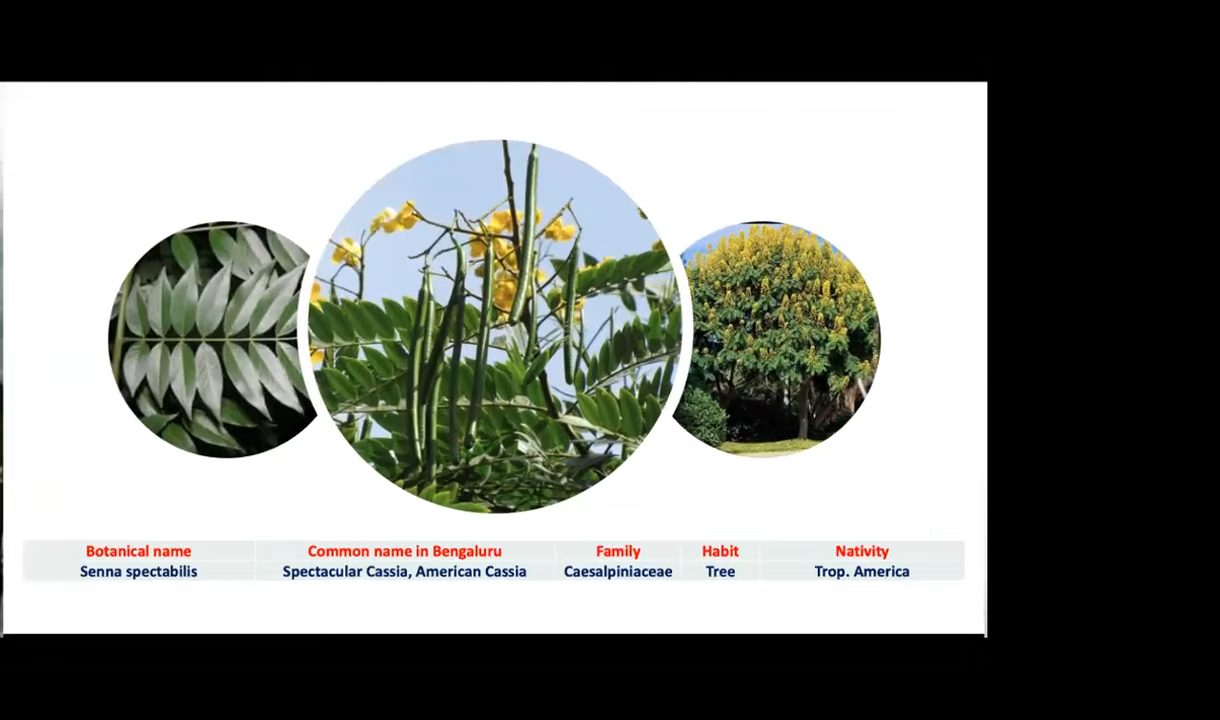 Botanical name Common name in Bengaluru Family Habit Nativity
Senna spectabilis Spectacular Cassia, American Cassia Caesalpiniaceae Tree Trop. America